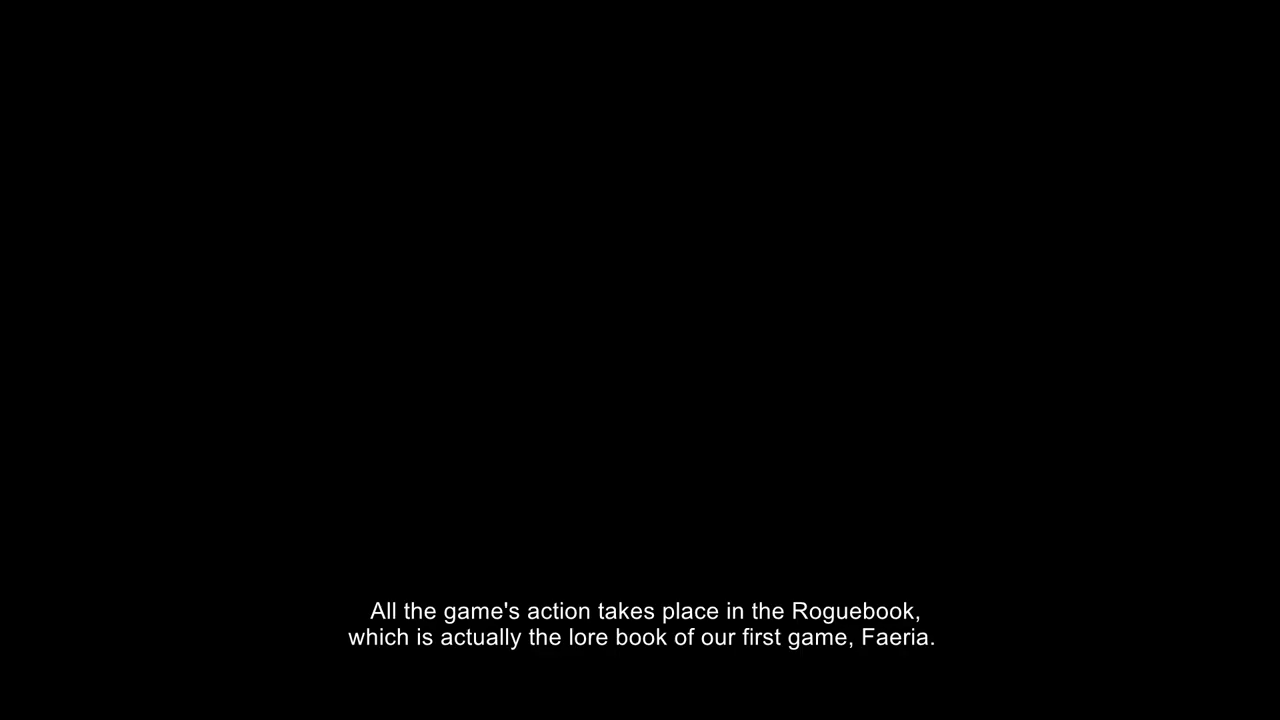 All the game's action takes place in the Roguebook,
which is actually the lore book of our first game, Faeria.